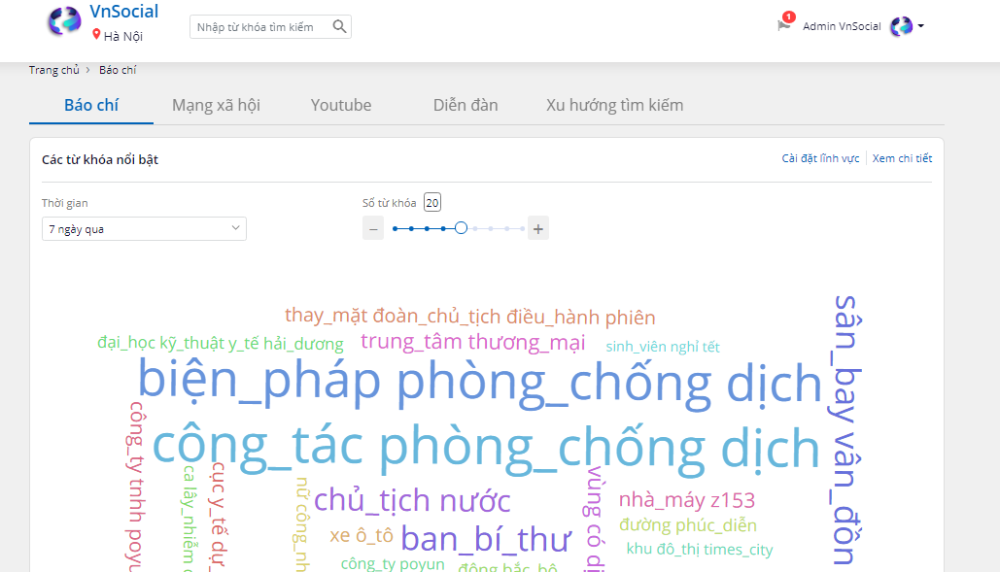 VnSocial
Hà Nội
Nhập từ khóa tìm kiếm
1
Admin VnSocial
Trang chủ > Báo chí
Báo chí
Mạng xã hội
Youtube
Diễn đàn
Xu hướng tìm kiếm
Các từ khóa nổi bật
Cài đặt lĩnh vực
Xem chi tiết
Thời gian
Số từ khóa 20
7 ngày qua
thay_mặt đoàn_chủ_tịch điều_hành phiên
đại_học kỹ_thuật y_tế hải_dương
trung_tâm thương_mại
sinh_viên nghỉ tết
sân_bay vân_đồn
biện_pháp phòng_chống dịch
công_tác phòng_chống dịch
công_ty tnhh poyu
ca lây_nhiễm
cục y_tế dự_
nữ công_nh
chủ_tịch nước
vùng có
nhà_máy z153
đường phúc_diễn
xe ô_tô
ban_bí_thư
khu đô_thị times_city
công_ty poyun
đông bắc_bộ